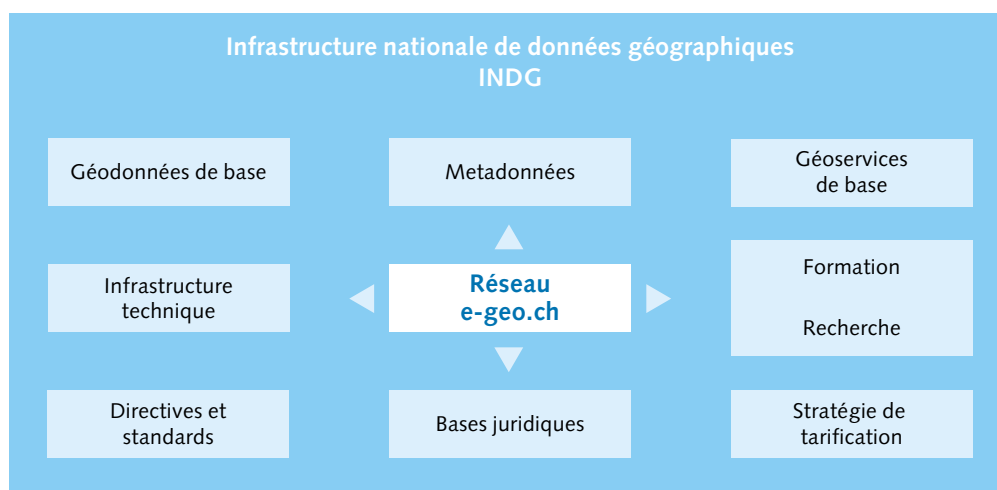 Infrastructure nationale de données géographiques
INDG
Géodonnées de base
Metadonnées
Géoservices
de base
Infrastructure
technique
Réseau
e-geo.ch
Formation
Recherche
Directives et
standards
Bases juridiques
Stratégie de
tarification